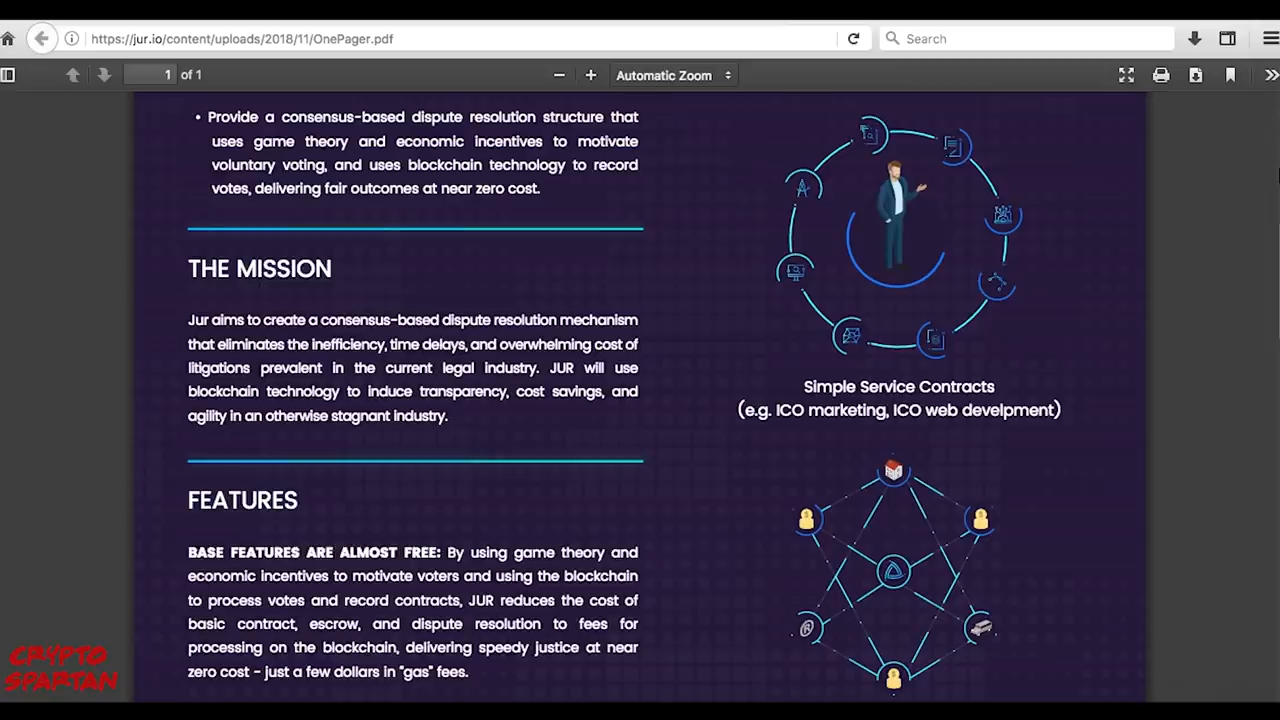 https://jur.io/content/uploads/2018/11/OnePager.pdf
Search
1 of 1
Automatic Zoom
• Provide a consensus-based dispute resolution structure that
uses game theory and economic incentives to motivate
voluntary voting, and uses blockchain technology to record
votes, delivering fair outcomes at near zero cost.
THE MISSION
Jur aims to create a consensus-based dispute resolution mechanism
that eliminates the inefficiency, time delays, and overwhelming cost of
litigations prevalent in the current legal industry. JUR will use
blockchain technology to induce transparency, cost savings, and
agility in an otherwise stagnant industry.
FEATURES
BASE FEATURES ARE ALMOST FREE: By using game theory and
economic incentives to motivate voters and using the blockchain
to process votes and record contracts, JUR reduces the cost of
basic contract, escrow, and dispute resolution to fees for
processing on the blockchain, delivering speedy justice at near
zero cost - just a few dollars in "gas" fees.
Simple Service Contracts
(e.g. ICO marketing, ICO web develpment)
CRYPTO
SPARTAN